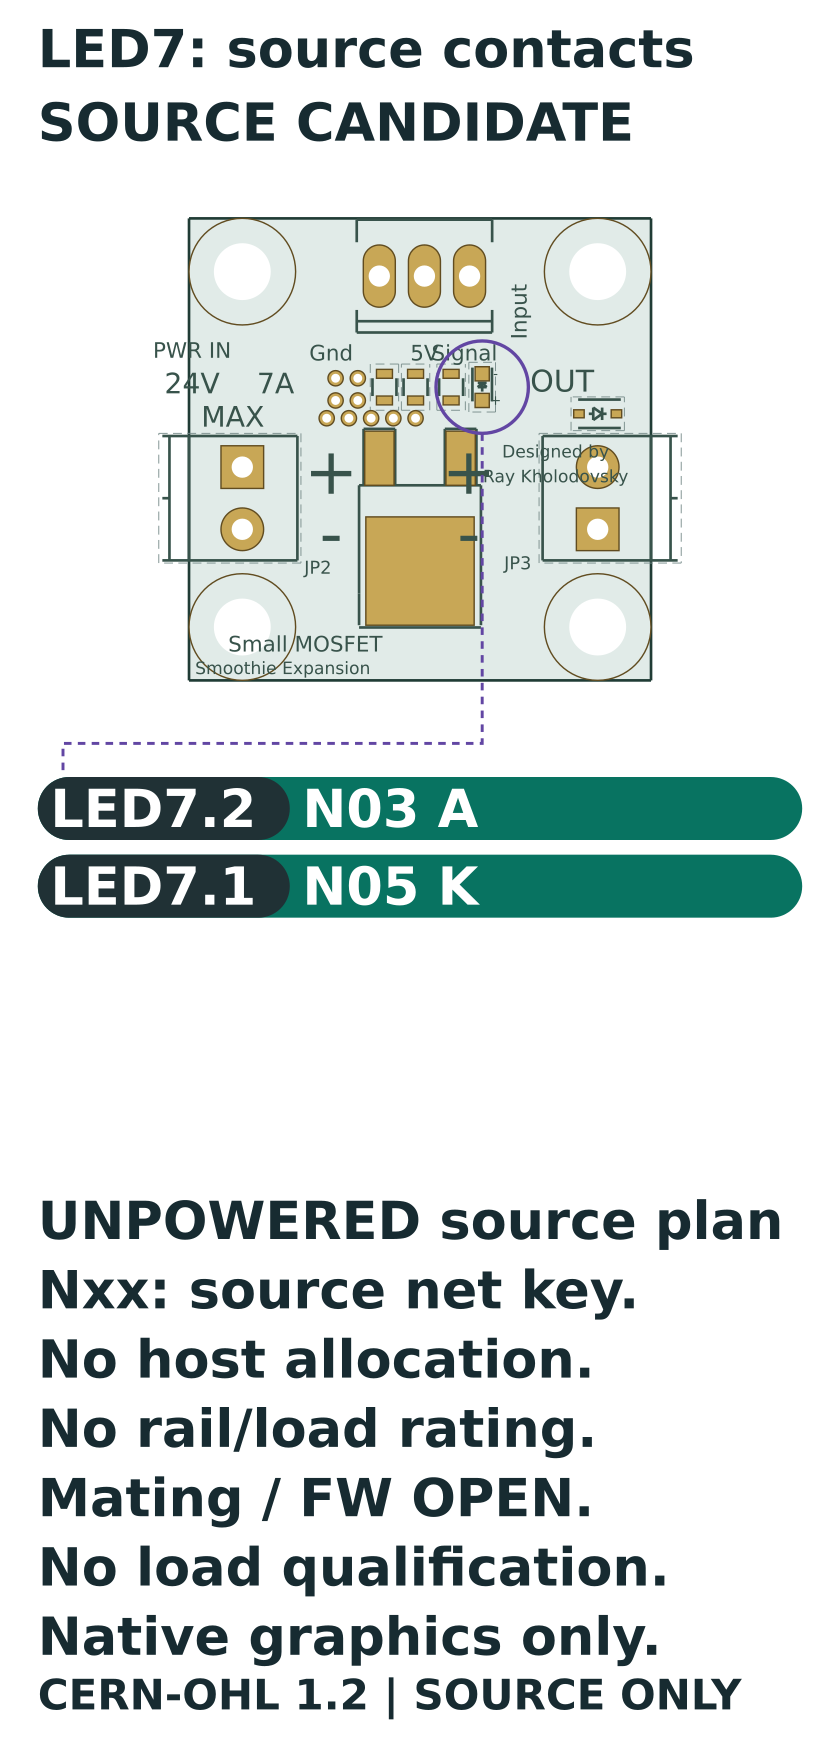 LED7: source contacts
SOURCE CANDIDATE
Input
PWR IN
Gnd
5V
Signal
24V 7A
OUT
MAX
-
+
Designed by
Ray Kholodovsky
+
+
-
-
JP2
JP3
Small MOSFET
Smoothie Expansion
LED7.2 N03 A
LED7.1 N05 K
UNPOWERED source plan
Nxx: source net key.
No host allocation.
No rail/load rating.
Mating / FW OPEN.
No load qualification.
Native graphics only.
CERN-OHL 1.2 | SOURCE ONLY